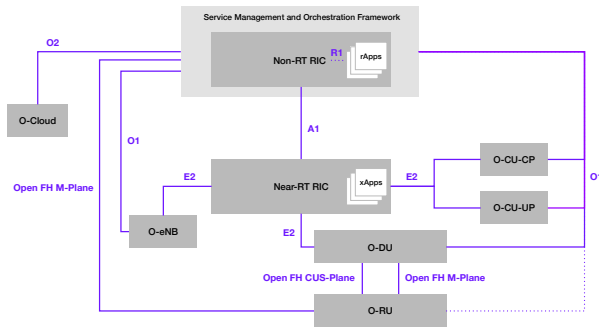 Service Management and Orchestration Framework
O2
R1
Non-RT RIC
rApps
O-Cloud
A1
O1
O-CU-CP
Open FH M-Plane
E2
Near-RT RIC
xApps
E2
O-CU-UP
O-eNB
E2
O-DU
Open FH CUS-Plane
Open FH M-Plane
O-RU